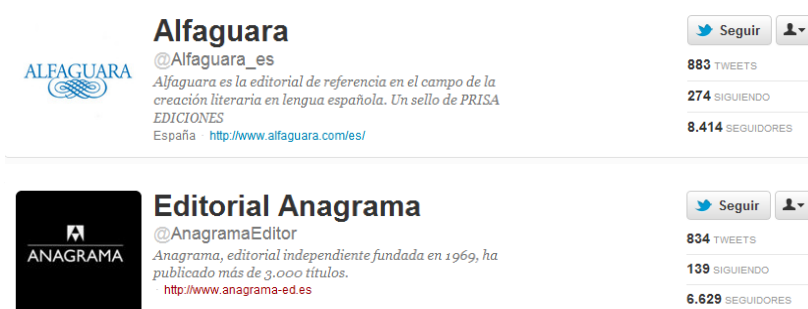 ALFAGUARA
Alfaguara
@Alfaguara_es
Alfaguara es la editorial de referencia en el campo de la
creación literaria en lengua española. Un sello de PRISA
EDICIONES
España · http://www.alfaguara.com/es/
Seguir
883 TWEETS
274 SIGUIENDO
8.414 SEGUIDORES
ANAGRAMA
Editorial Anagrama
@AnagramaEditor
Anagrama, editorial independiente fundada en 1969, ha
publicado más de 3.000 títulos.
· http://www.anagrama-ed.es
Seguir
834 TWEETS
139 SIGUIENDO
6.629 SEGUIDORES